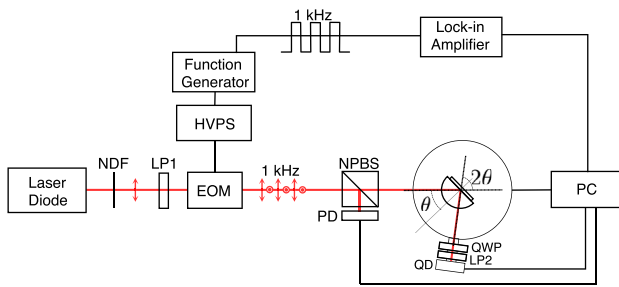 1 kHz
Lock-in
Amplifier
Function
Generator
HVPS
NDF LP1
1 kHz
NPBS
Laser
Diode
EOM
PD
θ
2θ
PC
QWP
LP2
QD